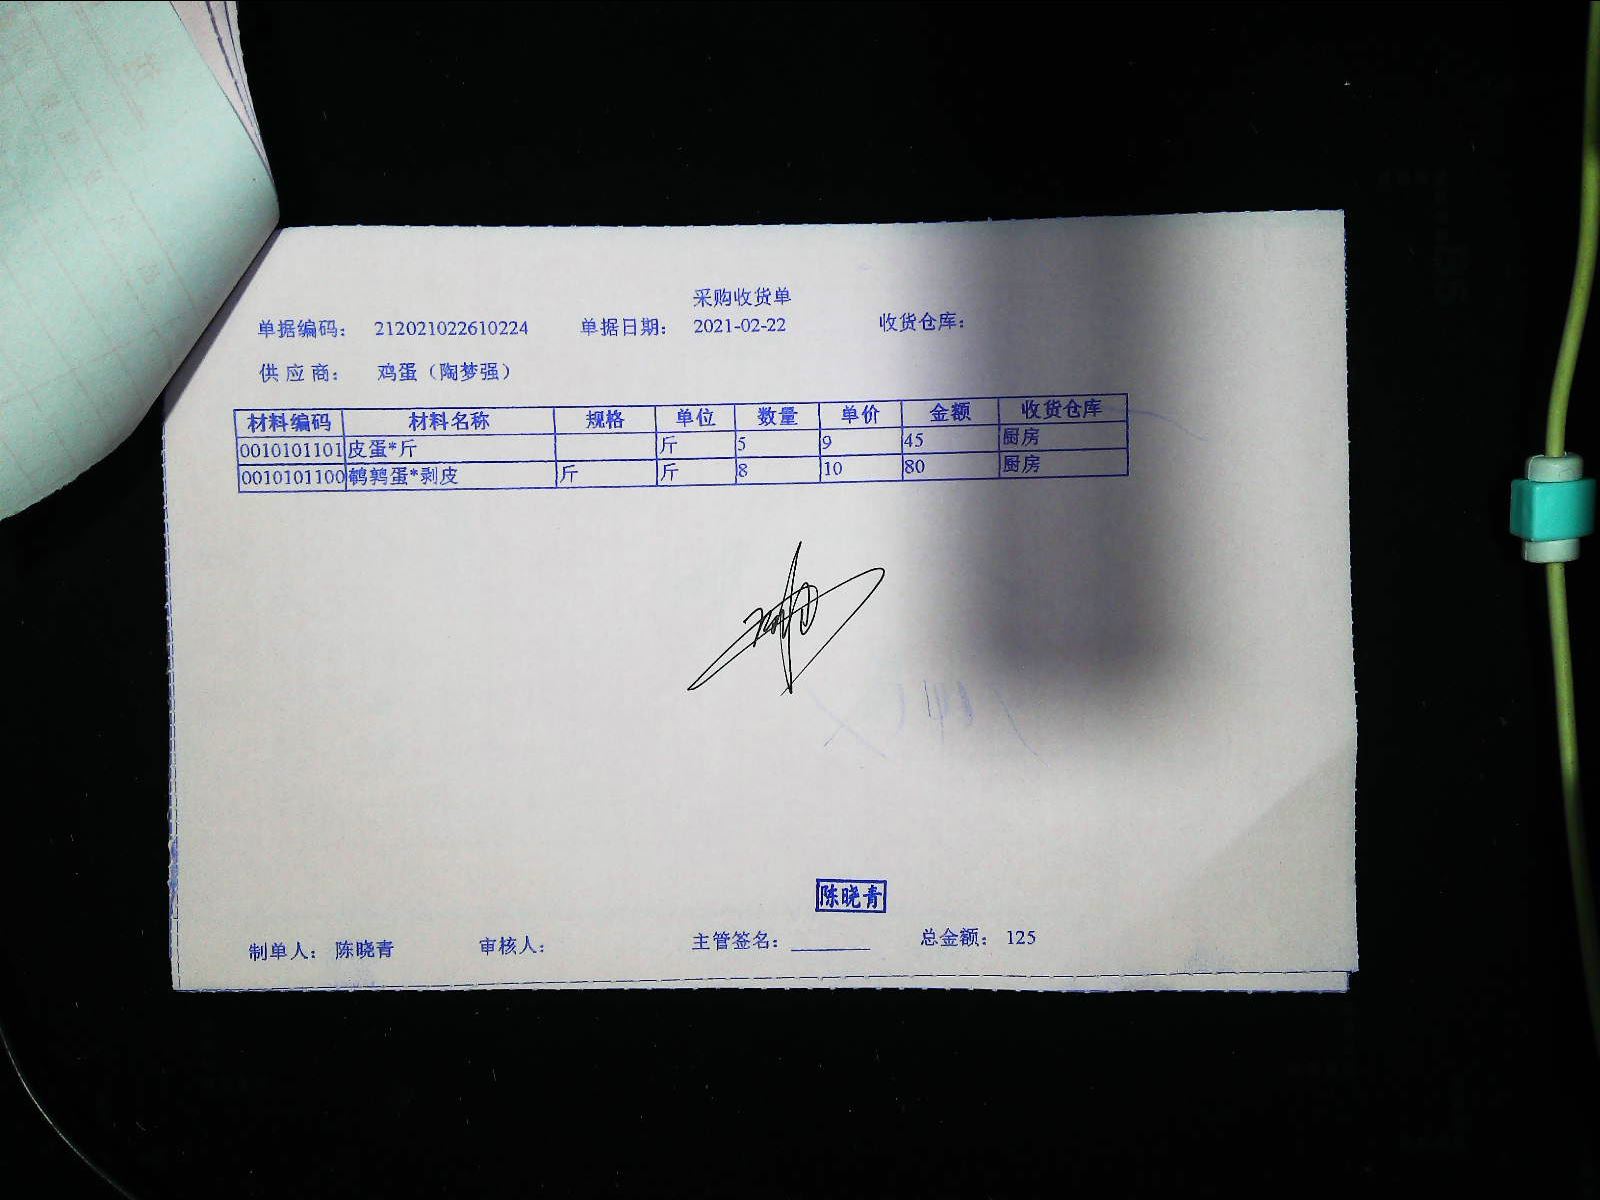 采购收货单
单据编码： 212021022610224 单据日期： 2021-02-22 收货仓库：
供 应 商： 鸡蛋（陶梦强）
材料编码 材料名称 规格 单位 数量 单价 金额 收货仓库
0010101101 皮蛋*斤 斤 5 9 45 厨房
0010101100 鹌鹑蛋*剥皮 斤 斤 8 10 80 厨房
陈晓青
制单人： 陈晓青 审核人： 主管签名：________ 总金额： 125